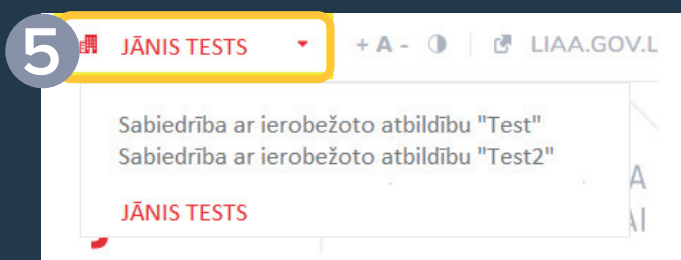 5
JĀNIS TESTS
+ A -
LIAA.GOV.L
Sabiedrība ar ierobežoto atbildību "Test"
Sabiedrība ar ierobežoto atbildību "Test2"
JĀNIS TESTS
A